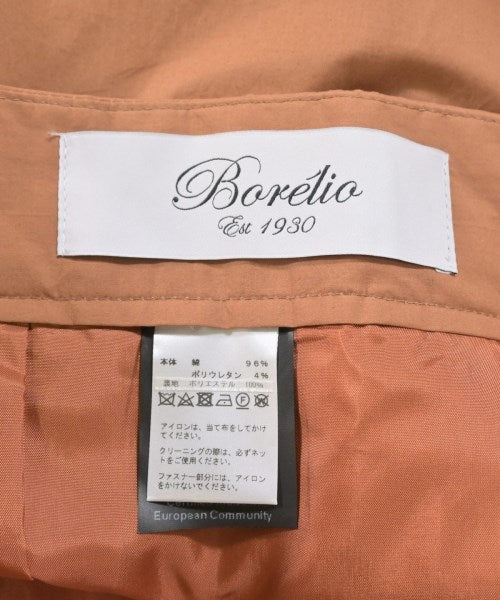 Borélio
Est 1930
本体 綿 96%
ポリウレタン 4%
裏地 ポリエステル 100%
アイロンは、当て布をしてかけ
てください。
クリーニングの際は、必ずネッ
トをご使用ください。
ファスナー部分には、アイロン
をかけないでください。
European Community